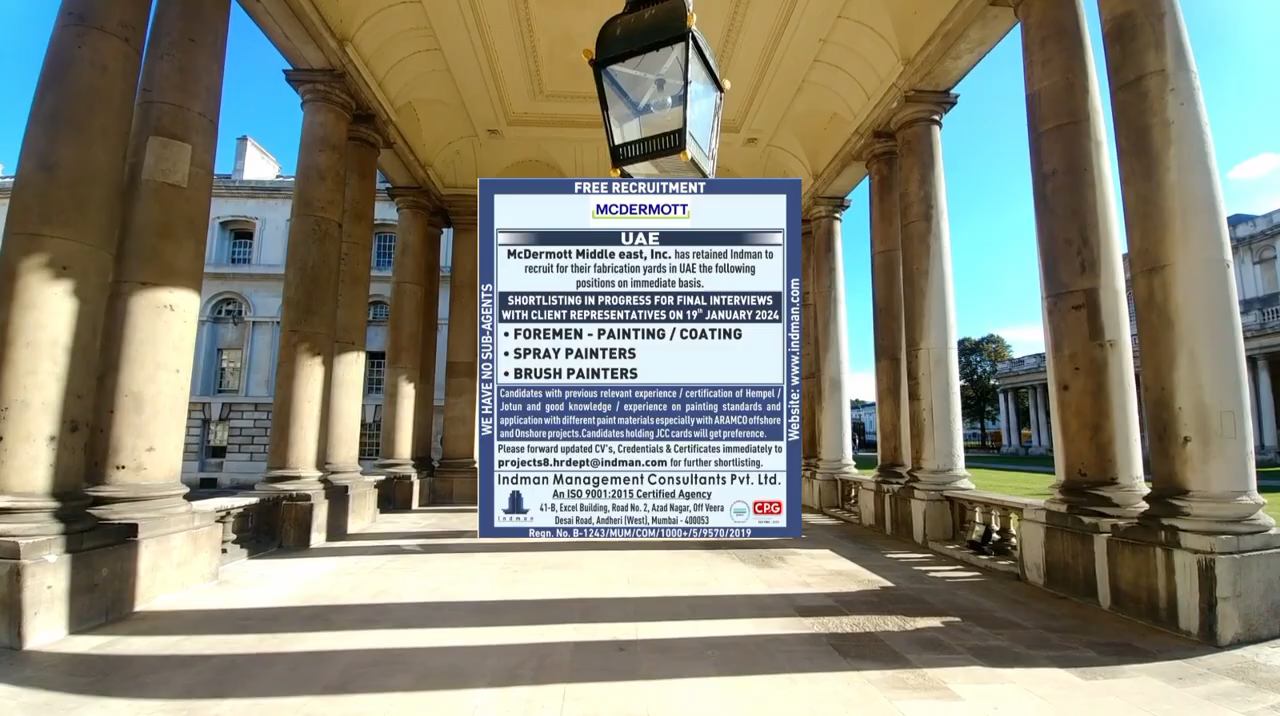 FREE RECRUITMENT
MCDERMOTT
UAE
McDermott Middle east, Inc. has retained Indman to
recruit for their fabrication yards in UAE the following
positions on immediate basis.
SHORTLISTING IN PROGRESS FOR FINAL INTERVIEWS
WITH CLIENT REPRESENTATIVES ON 19th JANUARY 2024
• FOREMEN - PAINTING / COATING
• SPRAY PAINTERS
• BRUSH PAINTERS
Candidates with previous relevant experience / certification of Hempel /
Jotun and good knowledge / experience on painting standards and
application with different paint materials especially with ARAMCO offshore
and Onshore projects.Candidates holding JCC cards will get preference.
Please forward updated CV's, Credentials & Certificates immediately to
projects8.hrdept@indman.com for further shortlisting.
Indman Management Consultants Pvt. Ltd.
An ISO 9001:2015 Certified Agency
41-B, Excel Building, Road No. 2, Azad Nagar, Off Veera
Desai Road, Andheri (West), Mumbai - 400053
indman
CPG
Regn. No. B-1243/MUM/COM/1000+/5/9570/2019
WE HAVE NO SUB-AGENTS
Website: www.indman.com